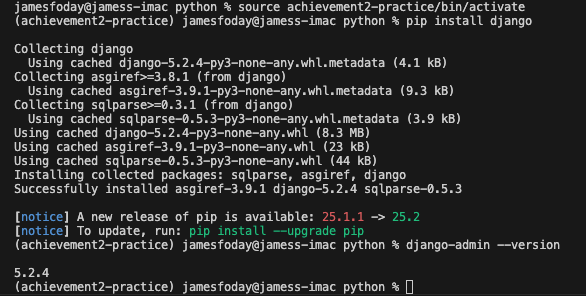 jamesfoday@jamess-imac python % source achievement2-practice/bin/activate
(achievement2-practice) jamesfoday@jamess-imac python % pip install django
Collecting django
  Using cached django-5.2.4-py3-none-any.whl.metadata (4.1 kB)
Collecting asgiref>=3.8.1 (from django)
  Using cached asgiref-3.9.1-py3-none-any.whl.metadata (9.3 kB)
Collecting sqlparse>=0.3.1 (from django)
  Using cached sqlparse-0.5.3-py3-none-any.whl.metadata (3.9 kB)
Using cached django-5.2.4-py3-none-any.whl (8.3 MB)
Using cached asgiref-3.9.1-py3-none-any.whl (23 kB)
Using cached sqlparse-0.5.3-py3-none-any.whl (44 kB)
Installing collected packages: sqlparse, asgiref, django
Successfully installed asgiref-3.9.1 django-5.2.4 sqlparse-0.5.3
[notice] A new release of pip is available: 25.1.1 -> 25.2
[notice] To update, run: pip install --upgrade pip
(achievement2-practice) jamesfoday@jamess-imac python % django-admin --version
5.2.4
(achievement2-practice) jamesfoday@jamess-imac python %